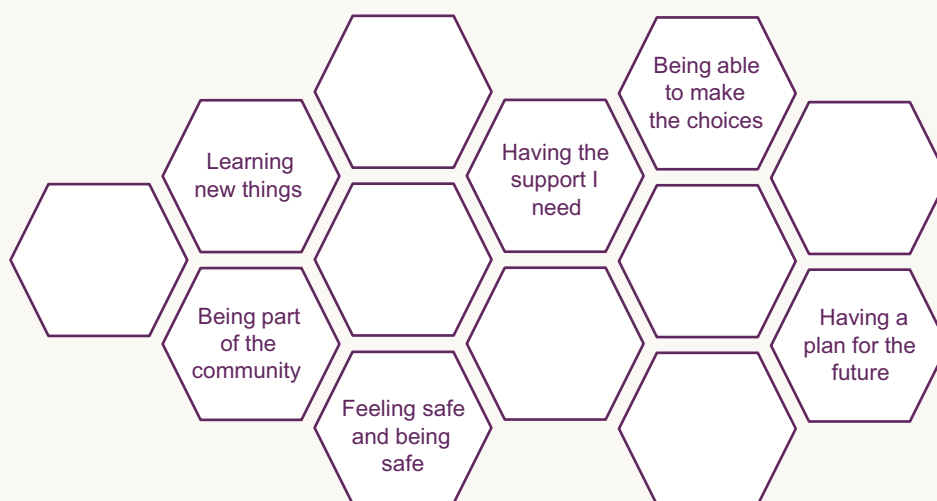 Being able
to make
the choices
Learning
new things
Having the
support I
need
Being part
of the
community
Having a
plan for the
future
Feeling safe
and being
safe